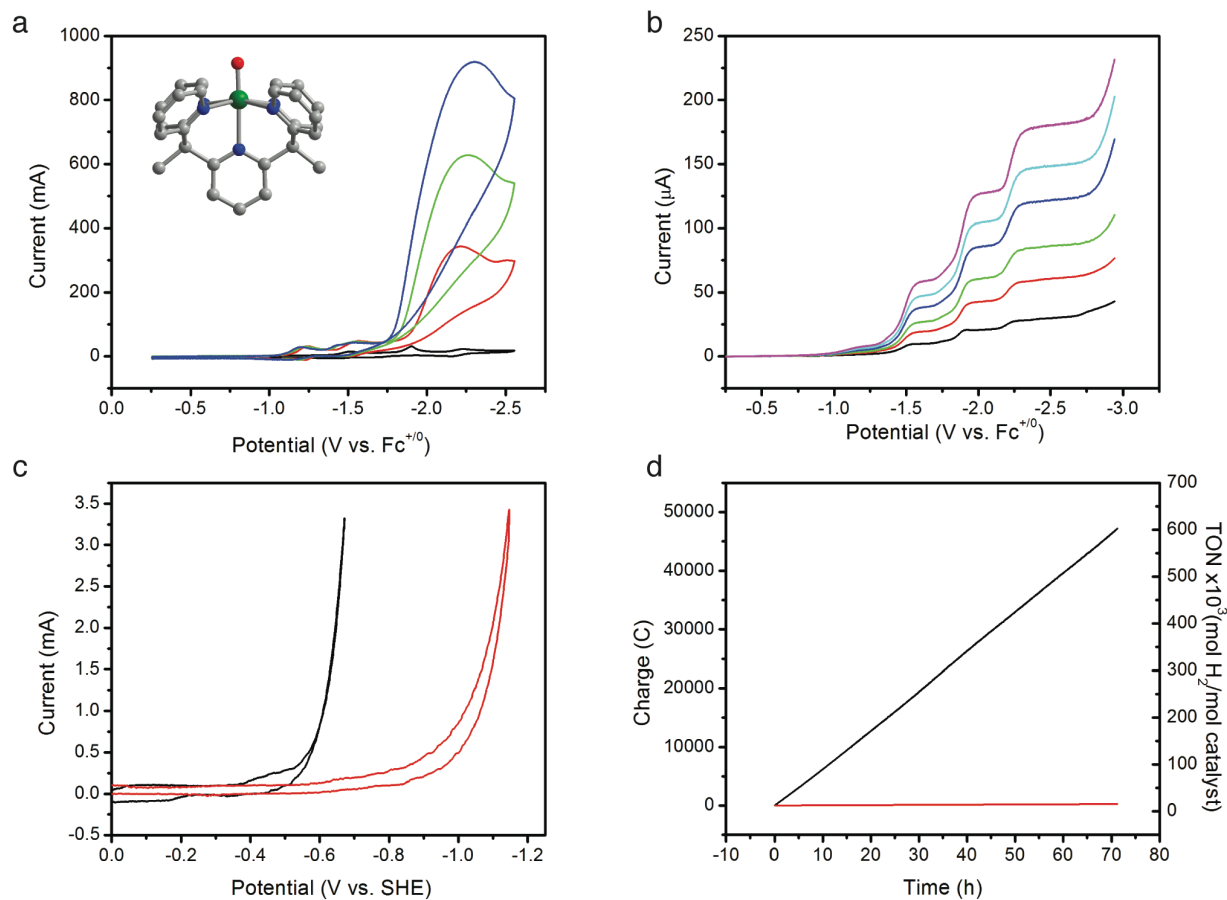 a
1000
800
600
400
200
0
Current (mA)
0.0 -0.5 -1.0 -1.5 -2.0 -2.5
Potential (V vs. Fc+/0)
b
250
200
150
100
50
0
Current (µA)
-0.5 -1.0 -1.5 -2.0 -2.5 -3.0
Potential (V vs. Fc+/0)
c
3.5
3.0
2.5
2.0
1.5
1.0
0.5
0.0
-0.5
Current (mA)
0.0 -0.2 -0.4 -0.6 -0.8 -1.0 -1.2
Potential (V vs. SHE)
d
50000
40000
30000
20000
10000
0
Charge (C)
700
600
500
400
300
200
100
0
TON x10³(mol H₂/mol catalyst)
-10 0 10 20 30 40 50 60 70 80
Time (h)